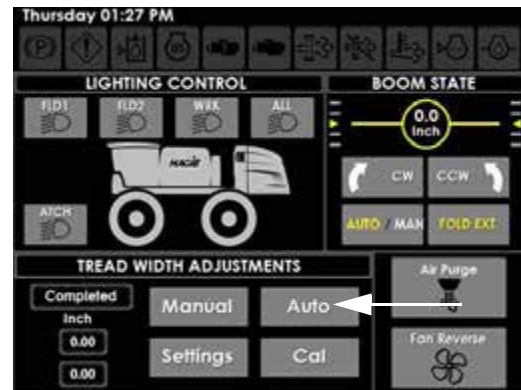 Thursday 01:27 PM
LIGHTING CONTROL
FLD1 FLD2 WRK ALL
HAGIE
ATCH
BOOM STATE
0.0
Inch
CW CCW
AUTO / MAN FOLD EXT
TREAD WIDTH ADJUSTMENTS
Completed
Inch
0.00
0.00
Manual Auto
Settings Cal
Air Purge
Fan Reverse